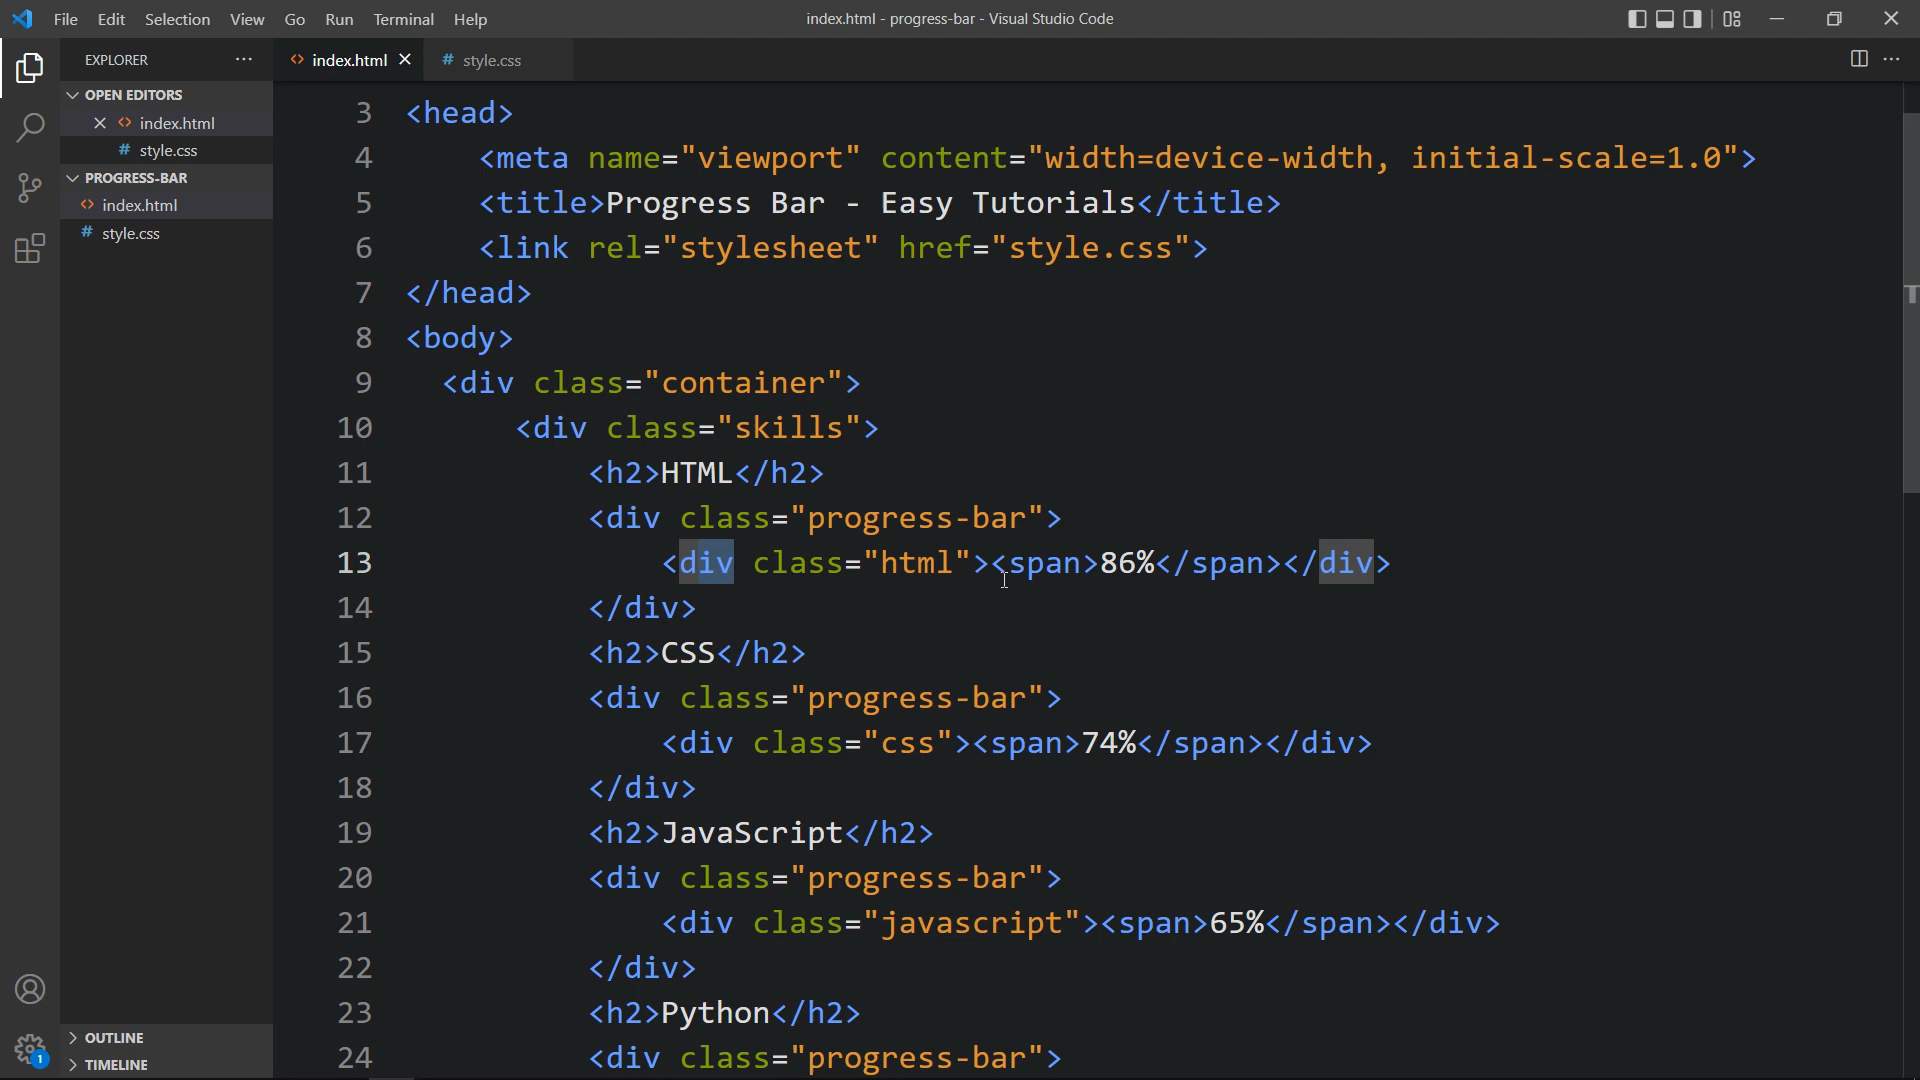 File Edit Selection View Go Run Terminal Help
index.html - progress-bar - Visual Studio Code
EXPLORER
OPEN EDITORS
index.html
# style.css
PROGRESS-BAR
index.html
# style.css
OUTLINE
TIMELINE
1
<> index.html
# style.css
3 <head>
4 <meta name="viewport" content="width=device-width, initial-scale=1.0">
5 <title>Progress Bar - Easy Tutorials</title>
6 <link rel="stylesheet" href="style.css">
7 </head>
8 <body>
9 <div class="container">
10 <div class="skills">
11 <h2>HTML</h2>
12 <div class="progress-bar">
13 <div class="html"><span>86%</span></div>
14 </div>
15 <h2>CSS</h2>
16 <div class="progress-bar">
17 <div class="css"><span>74%</span></div>
18 </div>
19 <h2>JavaScript</h2>
20 <div class="progress-bar">
21 <div class="javascript"><span>65%</span></div>
22 </div>
23 <h2>Python</h2>
24 <div class="progress-bar">